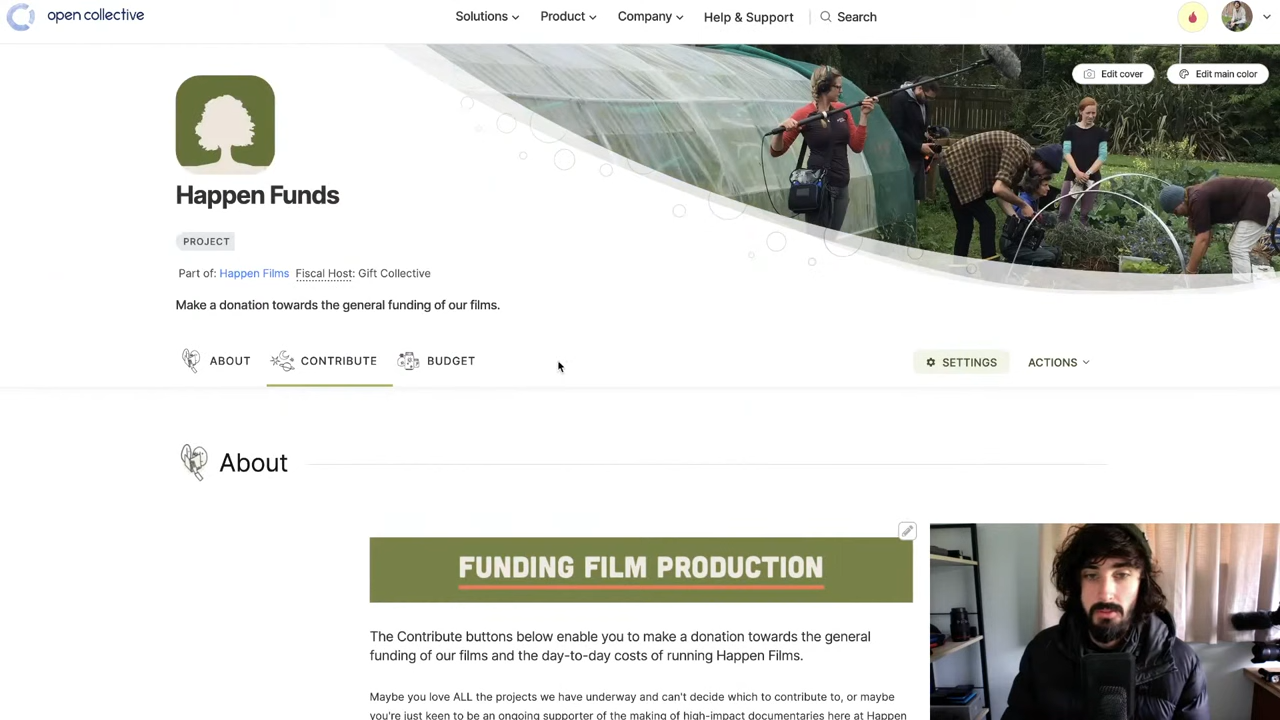 open collective
Solutions
Product
Company
Help & Support
Search
Edit cover
Edit main color
Happen Funds
PROJECT
Part of: Happen Films Fiscal Host: Gift Collective
Make a donation towards the general funding of our films.
ABOUT
CONTRIBUTE
BUDGET
SETTINGS
ACTIONS
About
FUNDING FILM PRODUCTION
The Contribute buttons below enable you to make a donation towards the general
funding of our films and the day-to-day costs of running Happen Films.
Maybe you love ALL the projects we have underway and can't decide which to contribute to, or maybe
you're just keen to be an ongoing supporter of the making of high-impact documentaries here at Happen